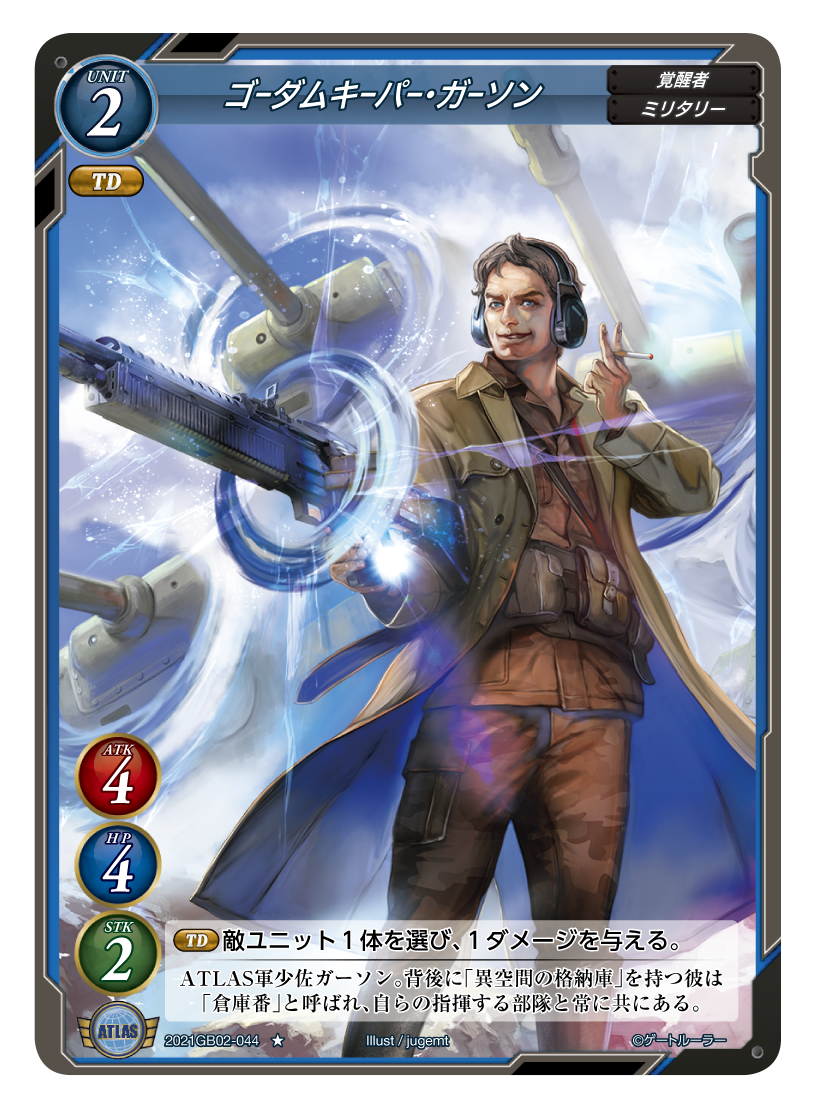 UNIT
2
ゴーダムキーパー・ガーソン
覚醒者
ミリタリー
TD
ATK
4
HP
4
STK
2
TD 敵ユニット1体を選び、1ダメージを与える。
ATLAS軍少佐ガーソン。背後に「異空間の格納庫」を持つ彼は
「倉庫番」と呼ばれ、自らの指揮する部隊と常に共にある。
ATLAS
2021GB02-044 ★ Illust / jugemt ©ゲートルーラー